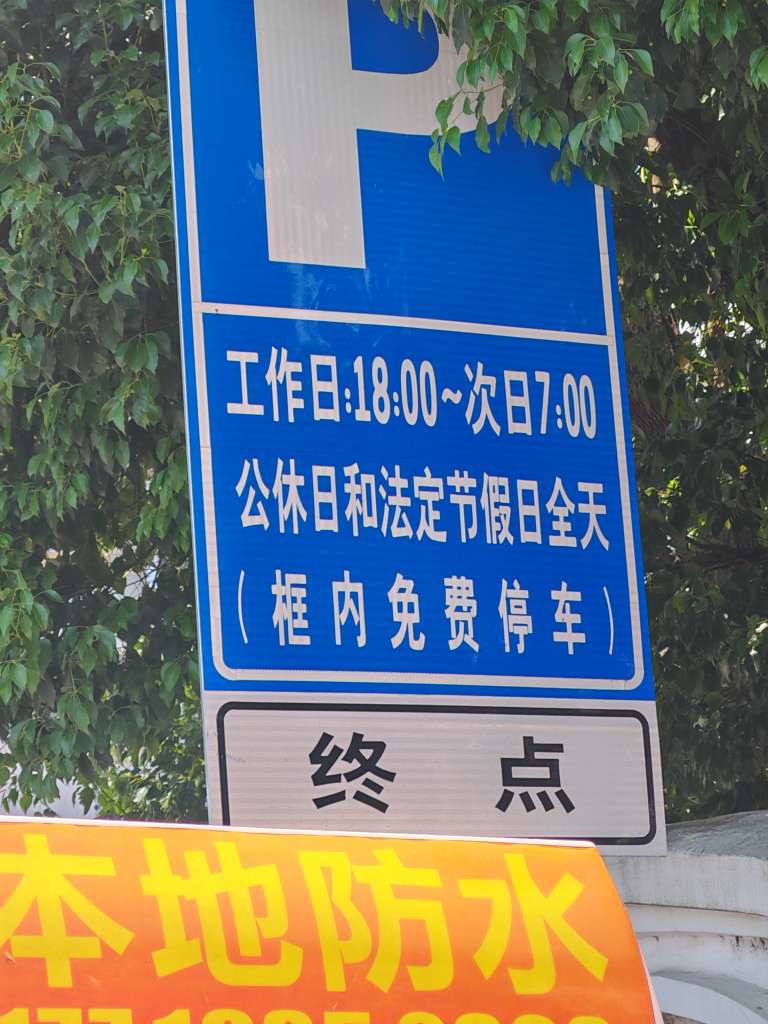 P
工作日:18:00~次日7:00
公休日和法定节假日全天
(框内免费停车)
终 点
本地防水